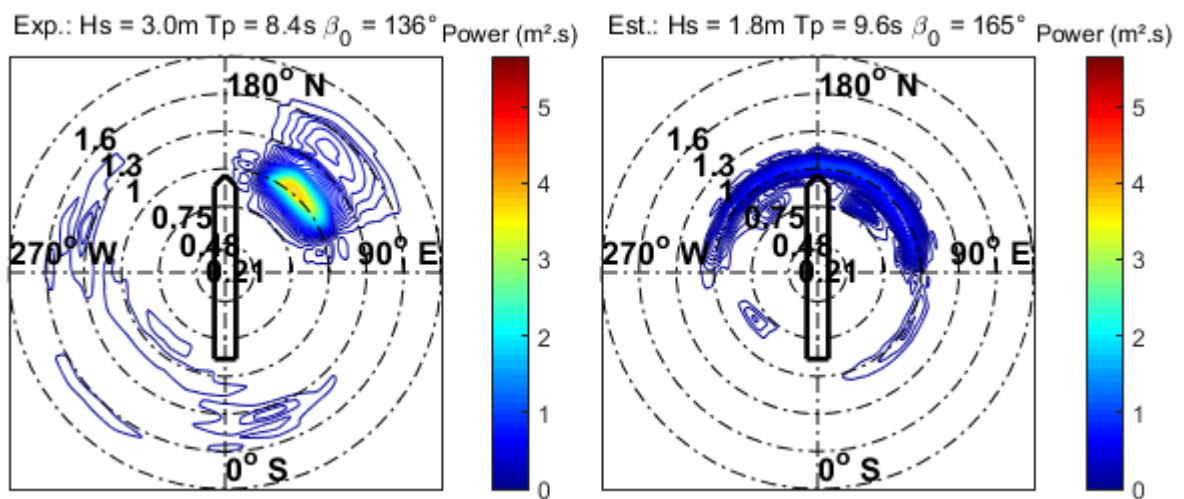 Exp.: Hs = 3.0m Tp = 8.4s β₀ = 136° Power (m².s)
180° N
1.6
1.3
1
0.75
0.48
0.21
270° W
90° E
0° S
5
4
3
2
1
0
Est.: Hs = 1.8m Tp = 9.6s β₀ = 165° Power (m².s)
180° N
1.6
1.3
1
0.75
0.48
0.21
270° W
90° E
0° S
5
4
3
2
1
0